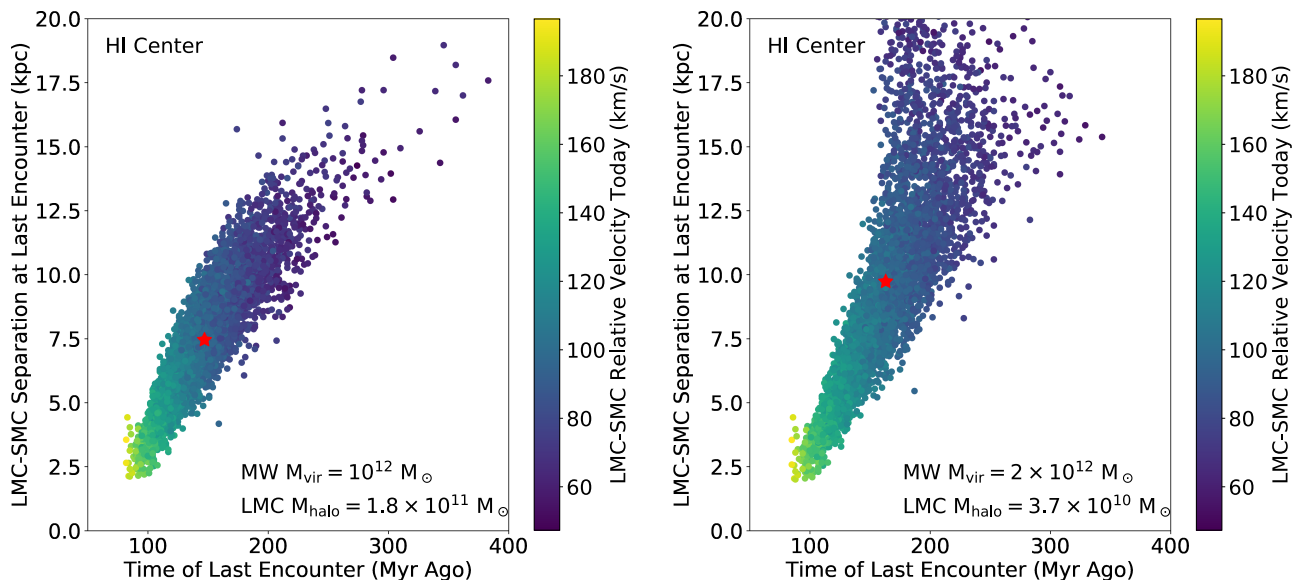 20.0
17.5
15.0
12.5
10.0
7.5
5.0
2.5
0.0
LMC-SMC Separation at Last Encounter (kpc)
HI Center
MW M_vir = 10^12 M_⊙
LMC M_halo = 1.8 × 10^11 M_⊙
100 200 300 400
Time of Last Encounter (Myr Ago)
180
160
140
120
100
80
60
LMC-SMC Relative Velocity Today (km/s)
20.0
17.5
15.0
12.5
10.0
7.5
5.0
2.5
0.0
LMC-SMC Separation at Last Encounter (kpc)
HI Center
MW M_vir = 2 × 10^12 M_⊙
LMC M_halo = 3.7 × 10^10 M_⊙
100 200 300 400
Time of Last Encounter (Myr Ago)
180
160
140
120
100
80
60
LMC-SMC Relative Velocity Today (km/s)